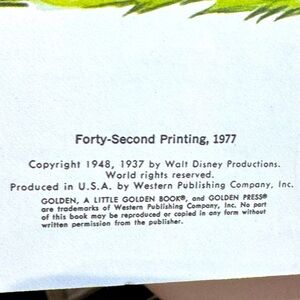 Forty-Second Printing, 1977
Copyright 1948, 1937 by Walt Disney Productions.
World rights reserved.
Produced in U.S.A. by Western Publishing Company, Inc.
GOLDEN, A LITTLE GOLDEN BOOK®, and GOLDEN PRESS®
are trademarks of Western Publishing Company, Inc. No part
of this book may be reproduced or copied in any form without
written permission from the publisher.